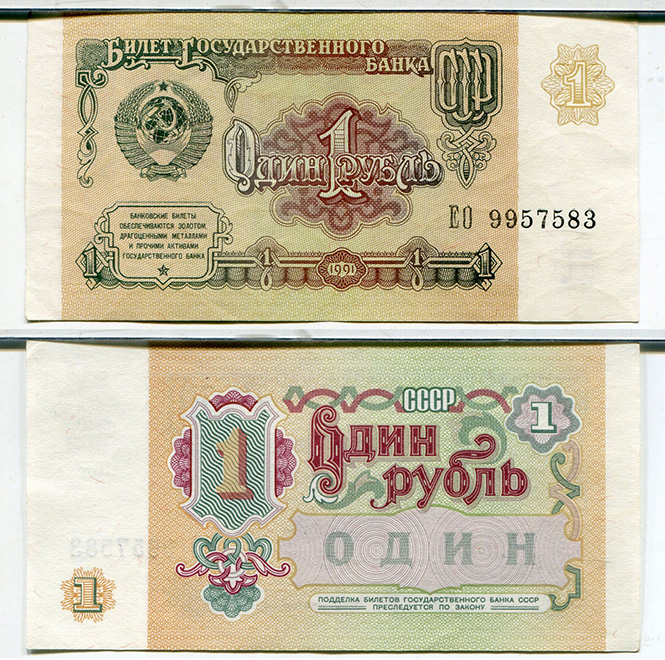 Билет Государственного
Банка
СССР
1
Один 1 рубль
БАНКОВСКИЕ БИЛЕТЫ
ОБЕСПЕЧИВАЮТСЯ ЗОЛОТОМ,
ДРАГОЦЕННЫМИ МЕТАЛЛАМИ
И ПРОЧИМИ АКТИВАМИ
ГОСУДАРСТВЕННОГО БАНКА
ЕО 9957583
1 1 1 1
1991
СССР
1
1
Один
рубль
ОДИН
1
ПОДДЕЛКА БИЛЕТОВ ГОСУДАРСТВЕННОГО БАНКА СССР
ПРЕСЛЕДУЕТСЯ ПО ЗАКОНУ